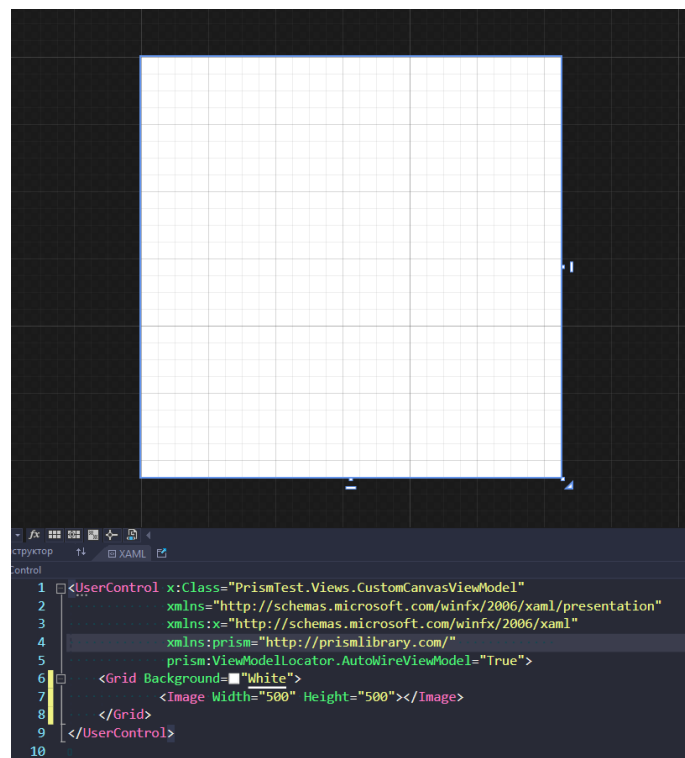 fx
структор XAML
Control
1 <UserControl x:Class="PrismTest.Views.CustomCanvasViewModel"
2 xmlns="http://schemas.microsoft.com/winfx/2006/xaml/presentation"
3 xmlns:x="http://schemas.microsoft.com/winfx/2006/xaml"
4 xmlns:prism="http://prismlibrary.com/"
5 prism:ViewModelLocator.AutoWireViewModel="True">
6 <Grid Background="White">
7 <Image Width="500" Height="500"></Image>
8 </Grid>
9 </UserControl>
10